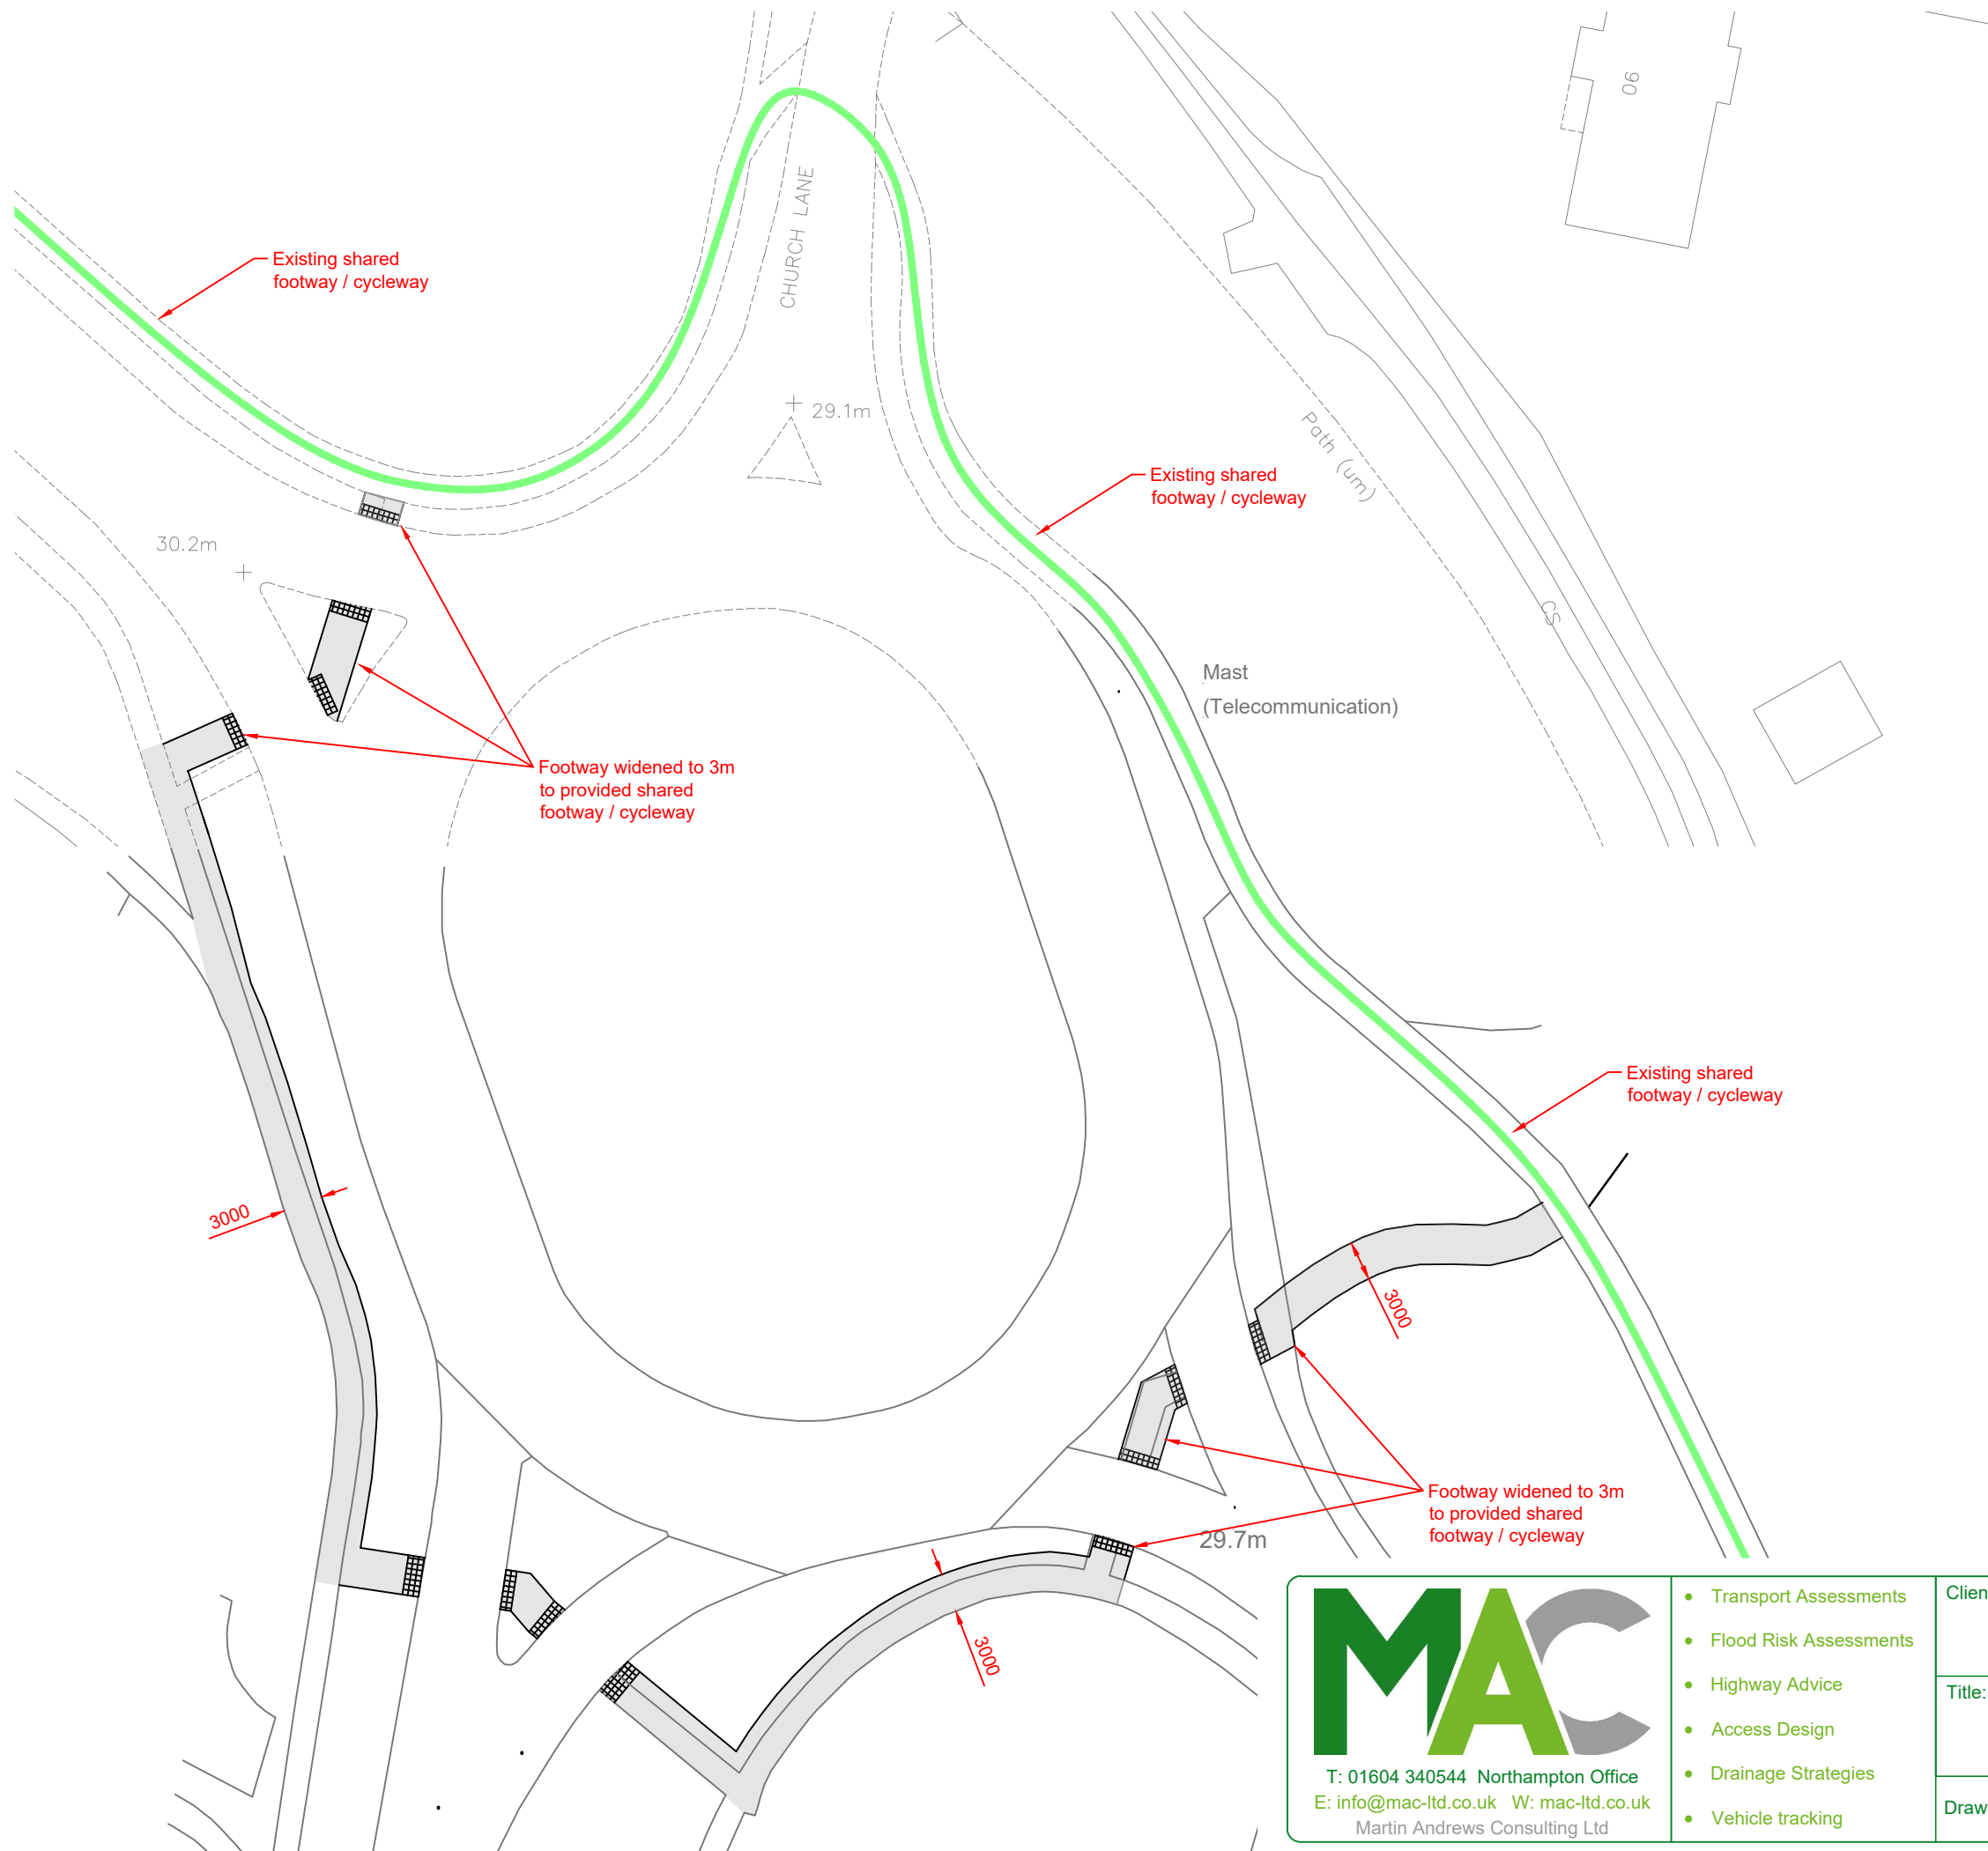 90
CHURCH LANE
Existing shared
footway / cycleway
29.1m
Path (um)
Existing shared
footway / cycleway
30.2m
CS
Mast
(Telecommunication)
Footway widened to 3m
to provided shared
footway / cycleway
Existing shared
footway / cycleway
3000
3000
Footway widened to 3m
to provided shared
footway / cycleway
29.7m
3000
MAC
T: 01604 340544 Northampton Office
E: info@mac-ltd.co.uk W: mac-ltd.co.uk
Martin Andrews Consulting Ltd
• Transport Assessments
• Flood Risk Assessments
• Highway Advice
• Access Design
• Drainage Strategies
• Vehicle tracking
Clien
Title:
Draw